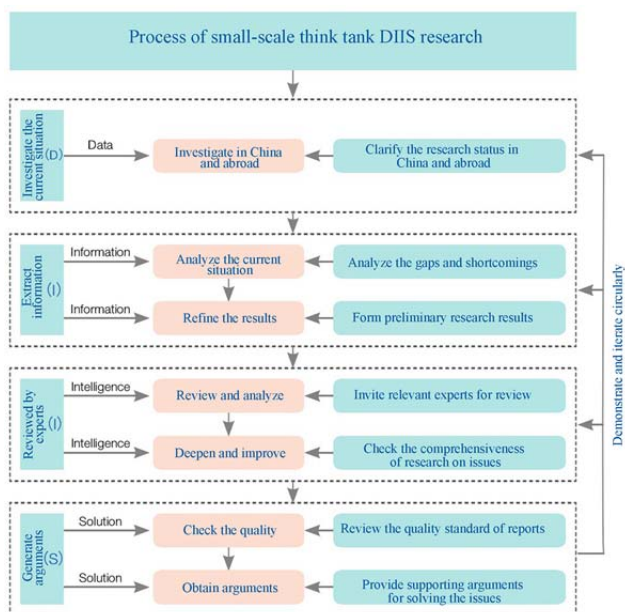 Process of small-scale think tank DIIS research
Investigate the
current situation
(D)
Data
Investigate in China
and abroad
Clarify the research status in
China and abroad
Extract
information
(I)
Information
Analyze the current
situation
Analyze the gaps and shortcomings
Information
Refine the results
Form preliminary research results
Reviewed by
experts
(I)
Intelligence
Review and analyze
Invite relevant experts for review
Intelligence
Deepen and improve
Check the comprehensiveness
of research on issues
Generate
arguments
(S)
Solution
Check the quality
Review the quality standard of reports
Solution
Obtain arguments
Provide supporting arguments
for solving the issues
Demonstrate and iterate circularly